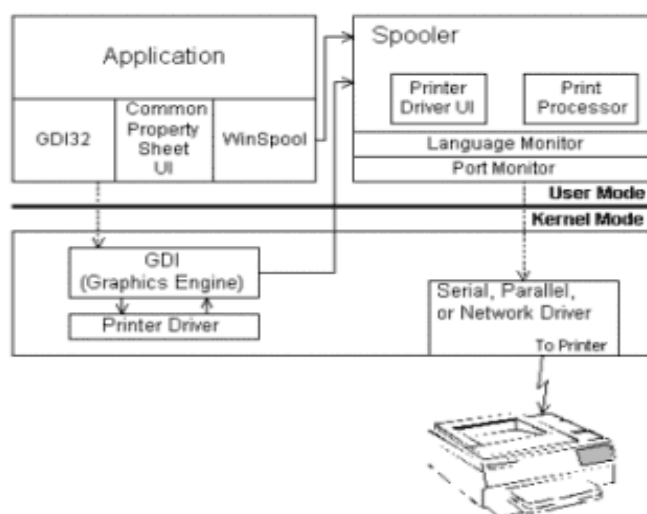 Application
GDI32
Common
Property
Sheet
UI
WinSpool
Spooler
Printer
Driver UI
Print
Processor
Language Monitor
Port Monitor
User Mode
Kernel Mode
GDI
(Graphics Engine)
Printer Driver
Serial, Parallel,
or Network Driver
To Printer